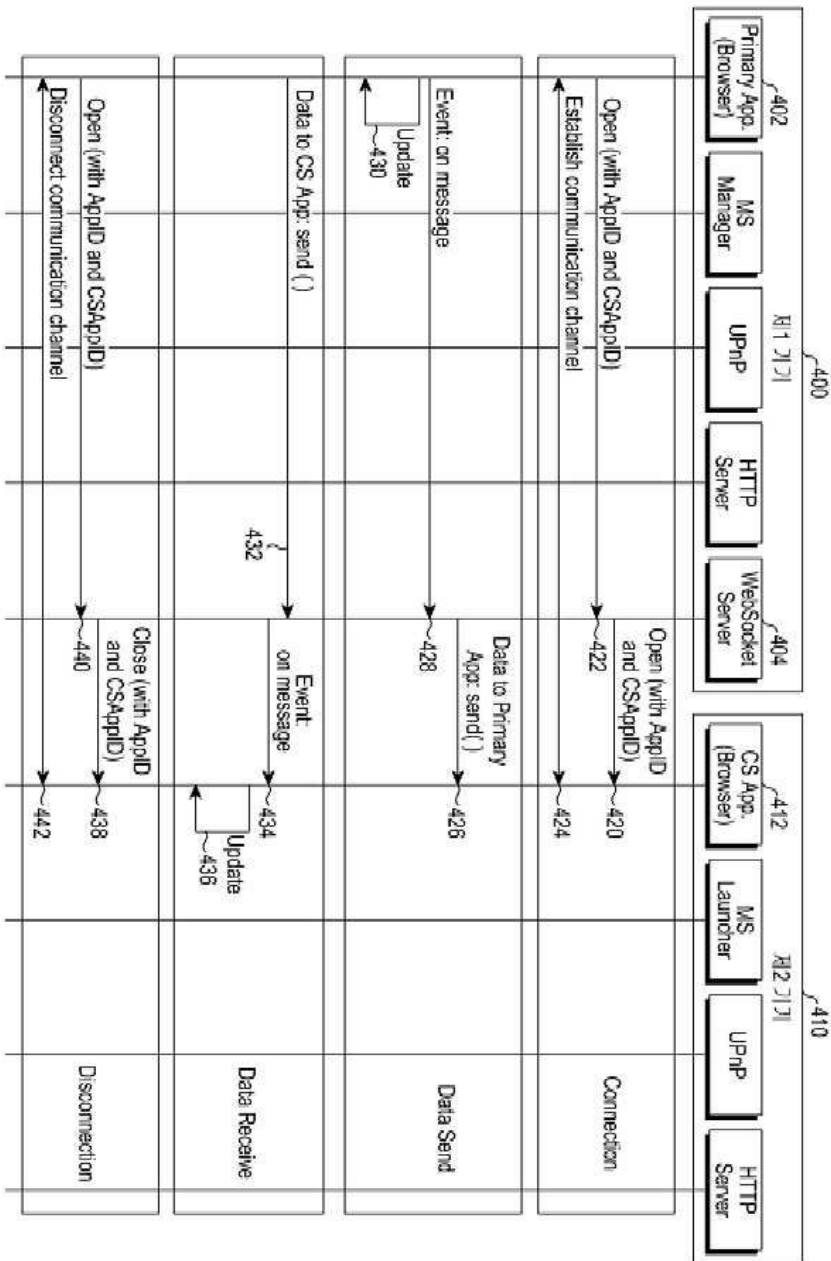 400
제1 기기
402
Primary App.
(Browser)
MS
Manager
UPnP
HTTP
Server
404
WebSocket
Server
410
제2 기기
412
CS App.
(Browser)
MS
Launcher
UPnP
HTTP
Server
Connection
Open (with AppID and CSAppID)
422
Open (with AppID
and CSAppID)
420
Establish communication channel
424
Data Send
Event: on message
428
Data to Primary
App: send( )
426
Update
430
Data Receive
Data to CS App: send ( )
432
Event:
on message
434
Update
436
Disconnection
Open (with AppID and CSAppID)
440
Close (with AppID
and CSAppID)
438
Disconnect communication channel
442